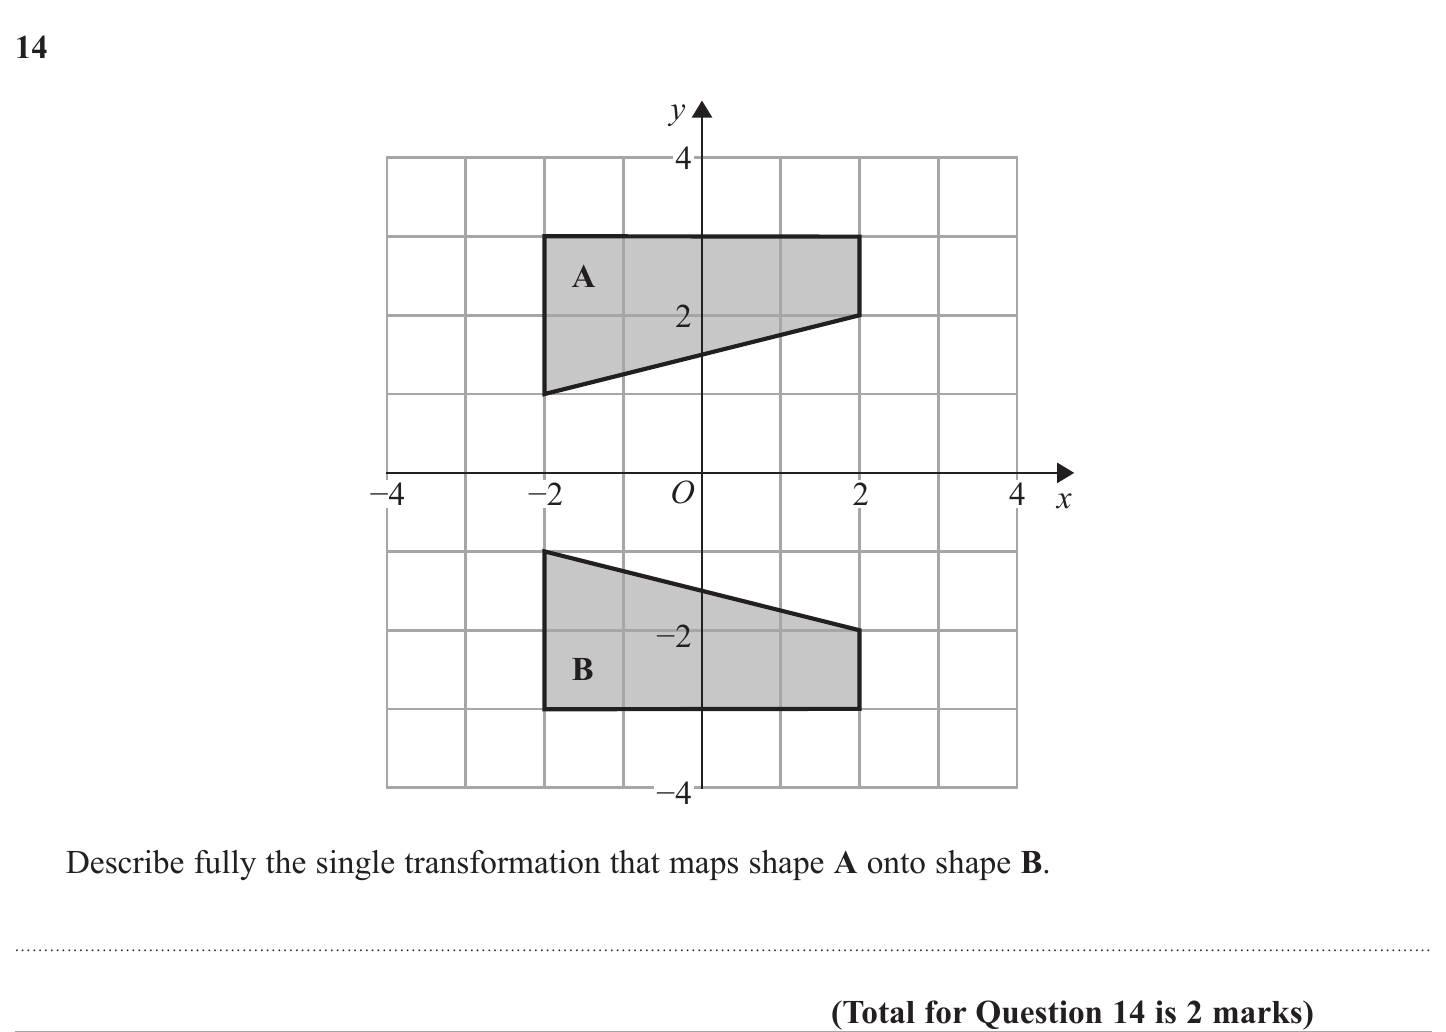 14
y
4
A
2
−4 −2 O 2 4 x
−2
B
−4
Describe fully the single transformation that maps shape A onto shape B.
(Total for Question 14 is 2 marks)